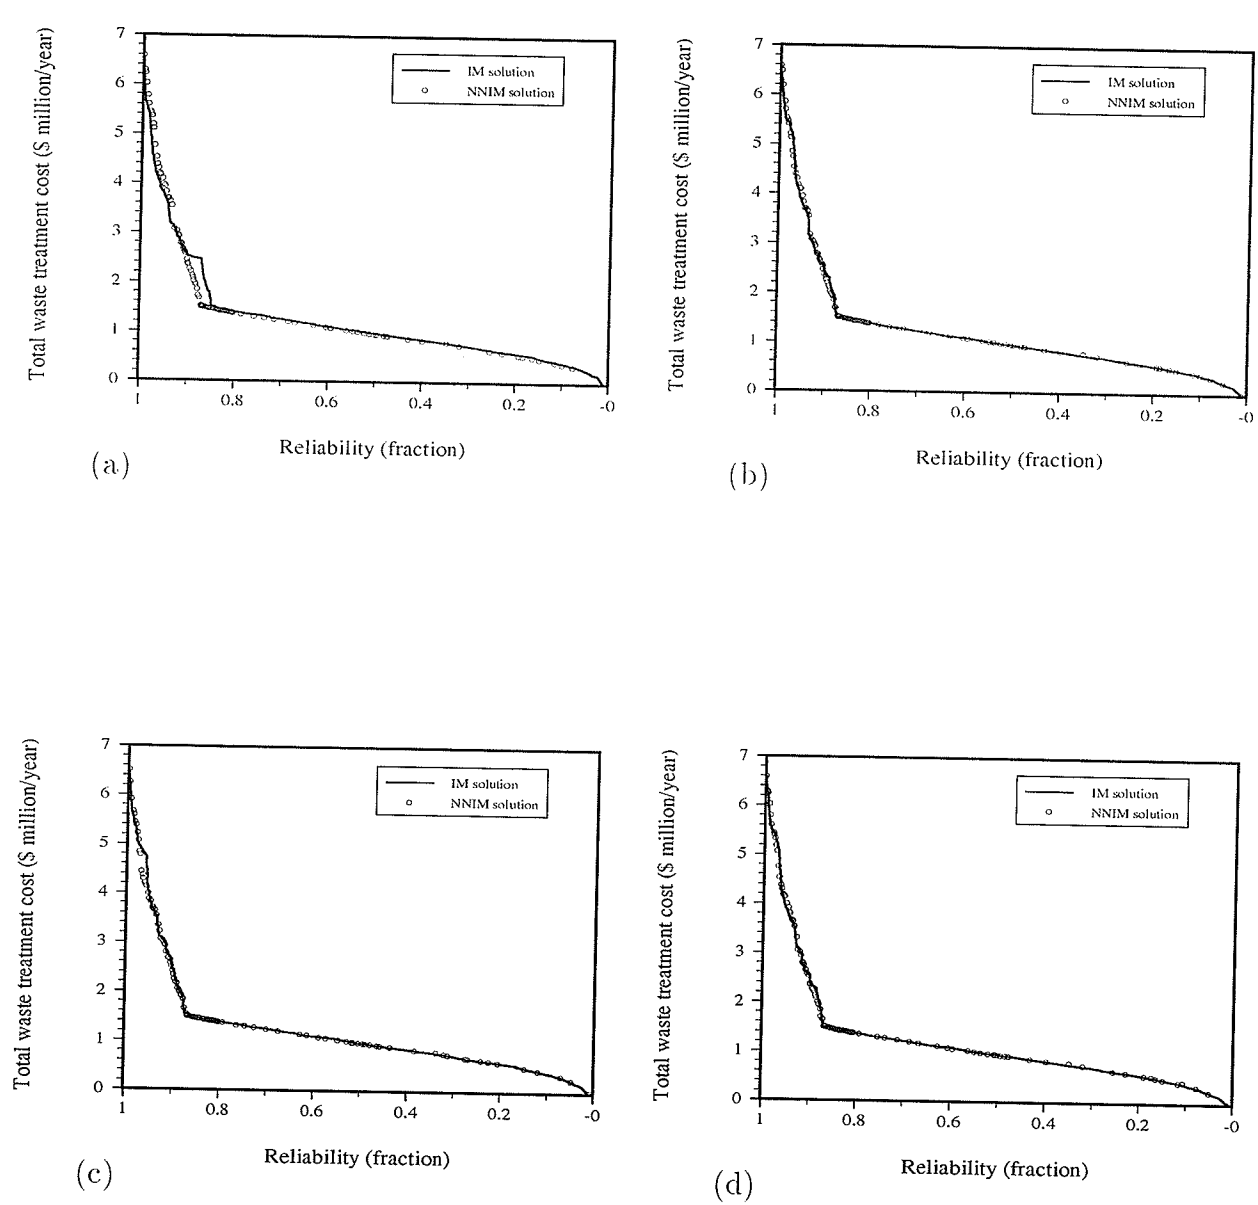 Total waste treatment cost ($ million/year)
7
6
5
4
3
2
1
0
IM solution
NNIM solution
1
0.8
0.6
0.4
0.2
-0
Reliability (fraction)
(a)
Total waste treatment cost ($ million/year)
7
6
5
4
3
2
1
0
IM solution
NNIM solution
1
0.8
0.6
0.4
0.2
-0
Reliability (fraction)
(b)
Total waste treatment cost ($ million/year)
7
6
5
4
3
2
1
0
IM solution
NNIM solution
1
0.8
0.6
0.4
0.2
-0
Reliability (fraction)
(c)
Total waste treatment cost ($ million/year)
7
6
5
4
3
2
1
0
IM solution
NNIM solution
1
0.8
0.6
0.4
0.2
-0
Reliability (fraction)
(d)